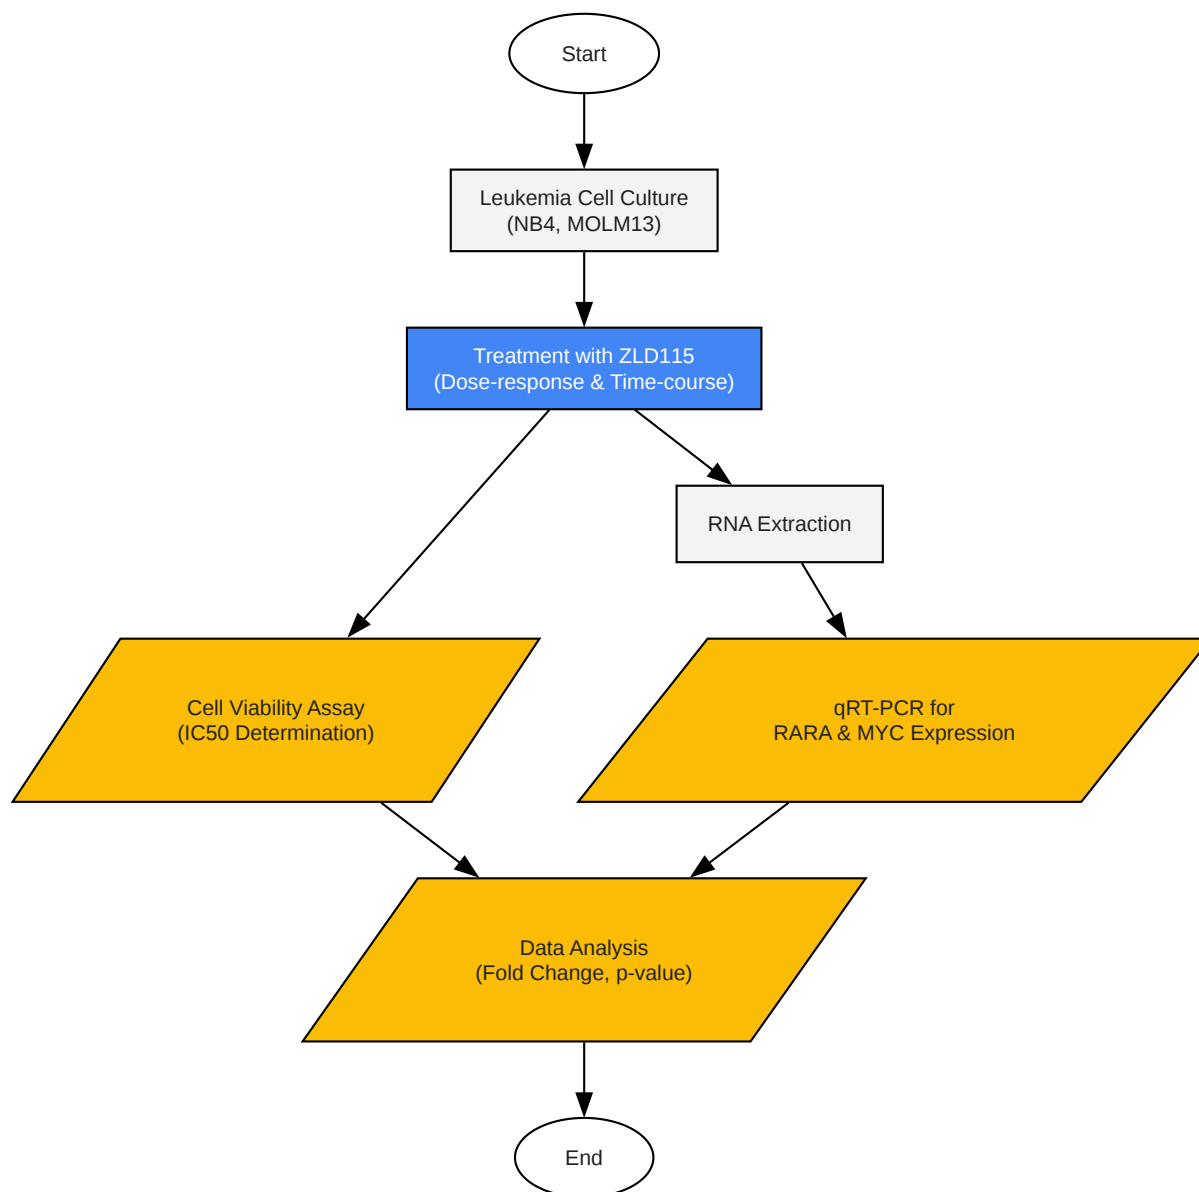 Start
Leukemia Cell Culture
(NB4, MOLM13)
Treatment with ZLD115
(Dose-response & Time-course)
RNA Extraction
Cell Viability Assay
(IC50 Determination)
qRT-PCR for
RARA & MYC Expression
Data Analysis
(Fold Change, p-value)
End